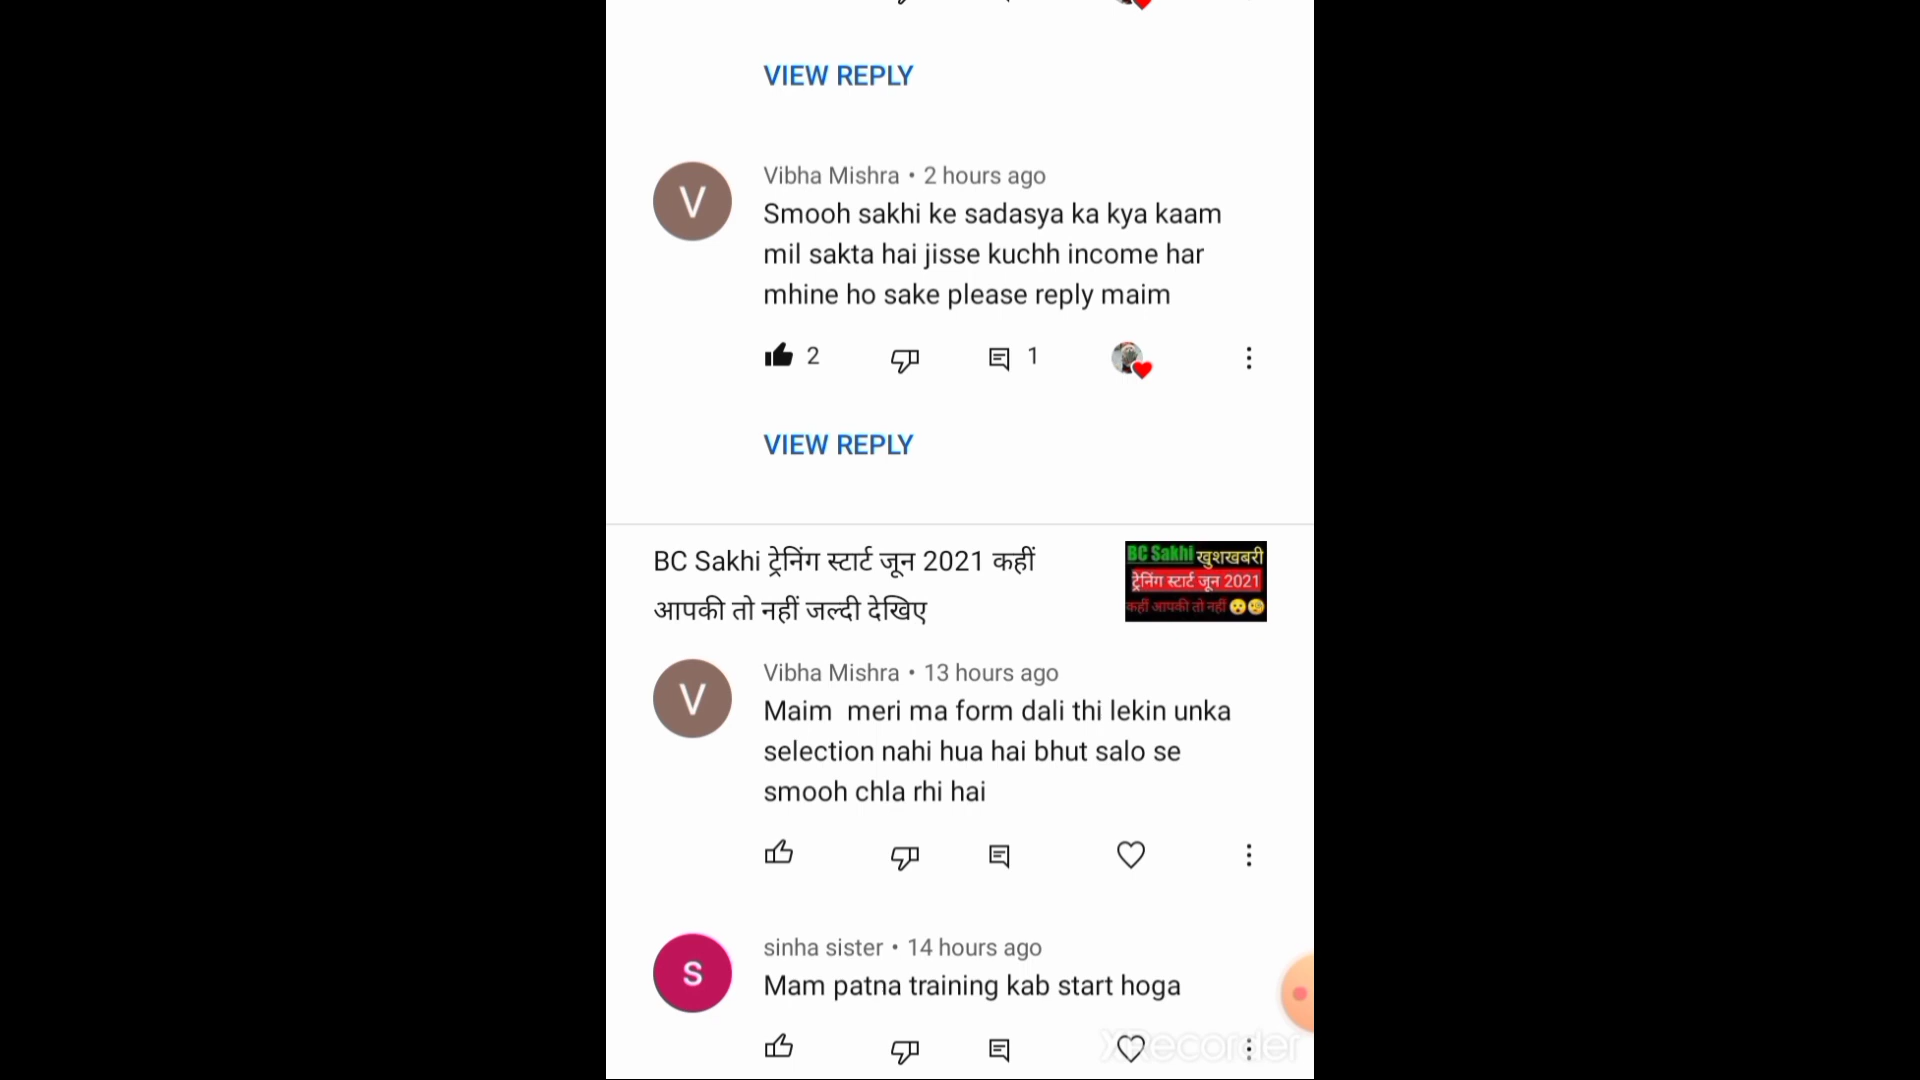 VIEW REPLY
Vibha Mishra • 2 hours ago
Smooh sakhi ke sadasya ka kya kaam
mil sakta hai jisse kuchh income har
mhine ho sake please reply maim
2
1
VIEW REPLY
BC Sakhi ट्रेनिंग स्टार्ट जून 2021 कहीं
आपकी तो नहीं जल्दी देखिए
BC Sakhi खुशखबरी
ट्रेनिंग स्टार्ट जून 2021
कहीं आपकी तो नहीं
V
Vibha Mishra • 13 hours ago
Maim meri ma form dali thi lekin unka
selection nahi hua hai bhut salo se
smooh chla rhi hai
V
sinha sister • 14 hours ago
Mam patna training kab start hoga
S
XRecorder